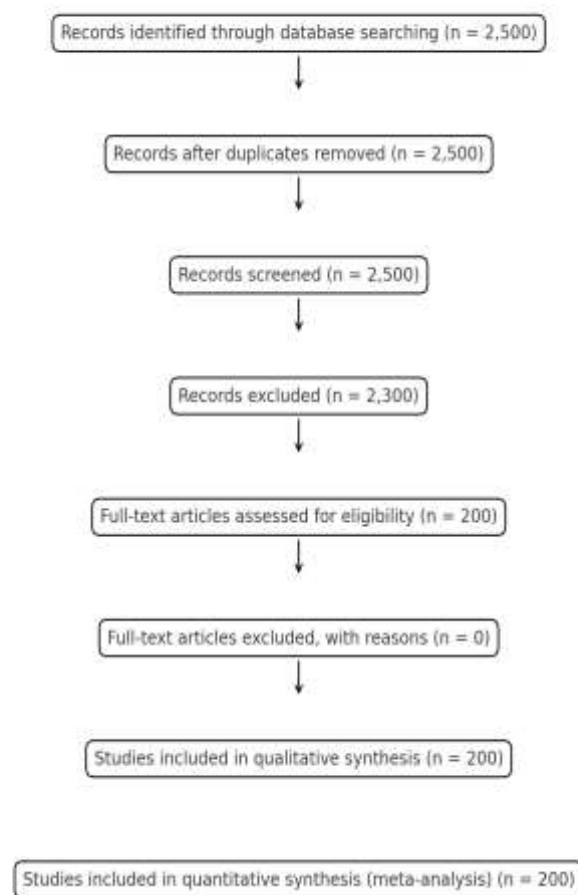 Records identified through database searching (n = 2,500)
Records after duplicates removed (n = 2,500)
Records screened (n = 2,500)
Records excluded (n = 2,300)
Full-text articles assessed for eligibility (n = 200)
Full-text articles excluded, with reasons (n = 0)
Studies included in qualitative synthesis (n = 200)
Studies included in quantitative synthesis (meta-analysis) (n = 200)